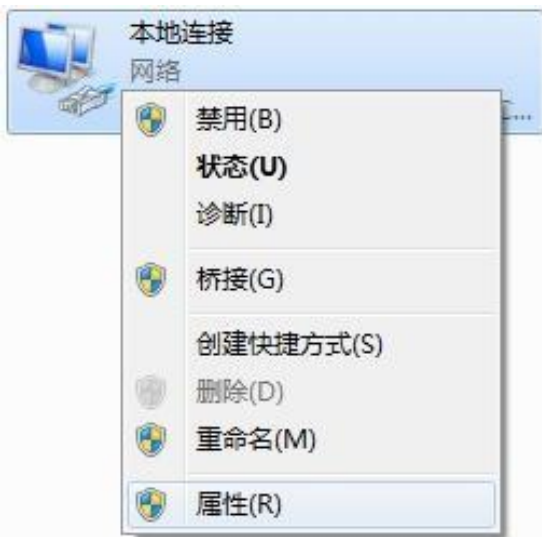 本地连接
网络
禁用(B)
状态(U)
诊断(I)
桥接(G)
创建快捷方式(S)
删除(D)
重命名(M)
属性(R)